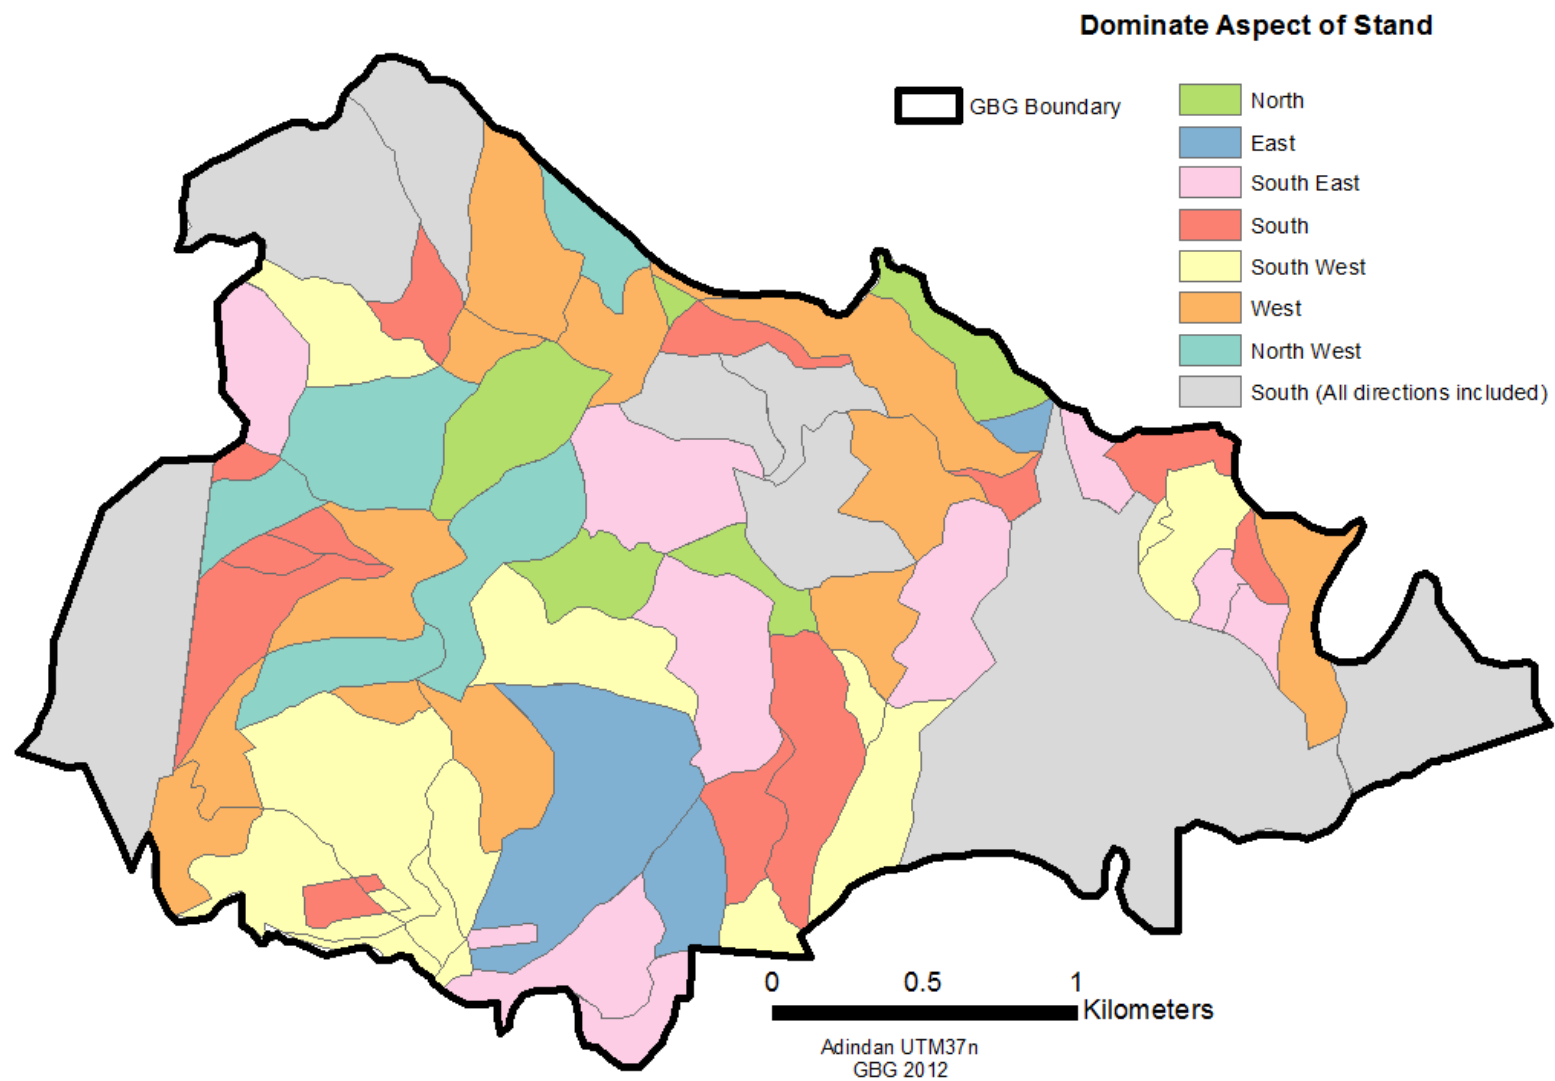 Dominate Aspect of Stand
GBG Boundary
North
East
South East
South
South West
West
North West
South (All directions included)
0 0.5 1
Kilometers
Adindan UTM37n
GBG 2012